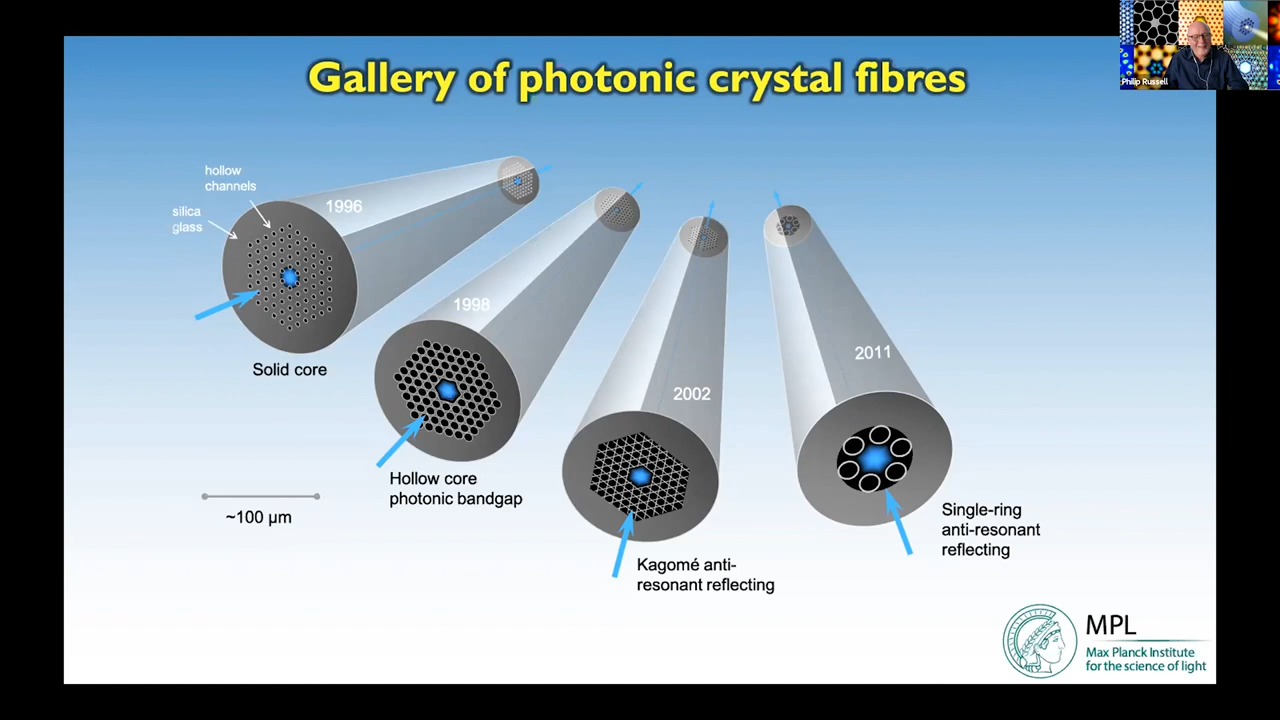 Gallery of photonic crystal fibres
Philip Russell
hollow
channels
silica
glass
1996
Solid core
1998
Hollow core
photonic bandgap
2002
Kagomé anti-
resonant reflecting
2011
Single-ring
anti-resonant
reflecting
~100 µm
MPL
Max Planck Institute
for the science of light